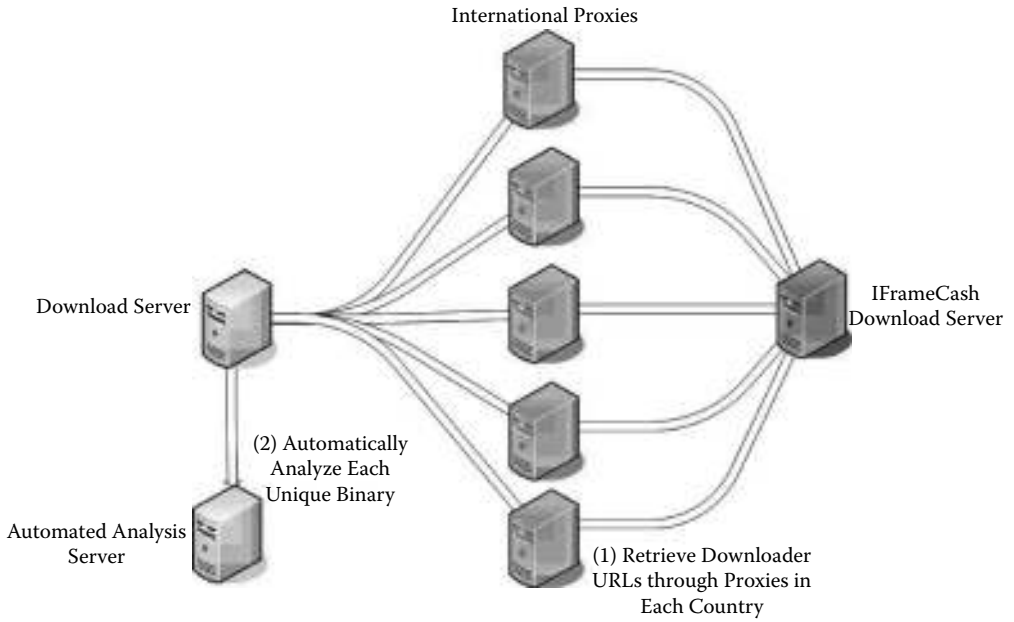 International Proxies
Download Server
IFrameCash
Download Server
(2) Automatically
Analyze Each
Unique Binary
Automated Analysis
Server
(1) Retrieve Downloader
URLs through Proxies in
Each Country